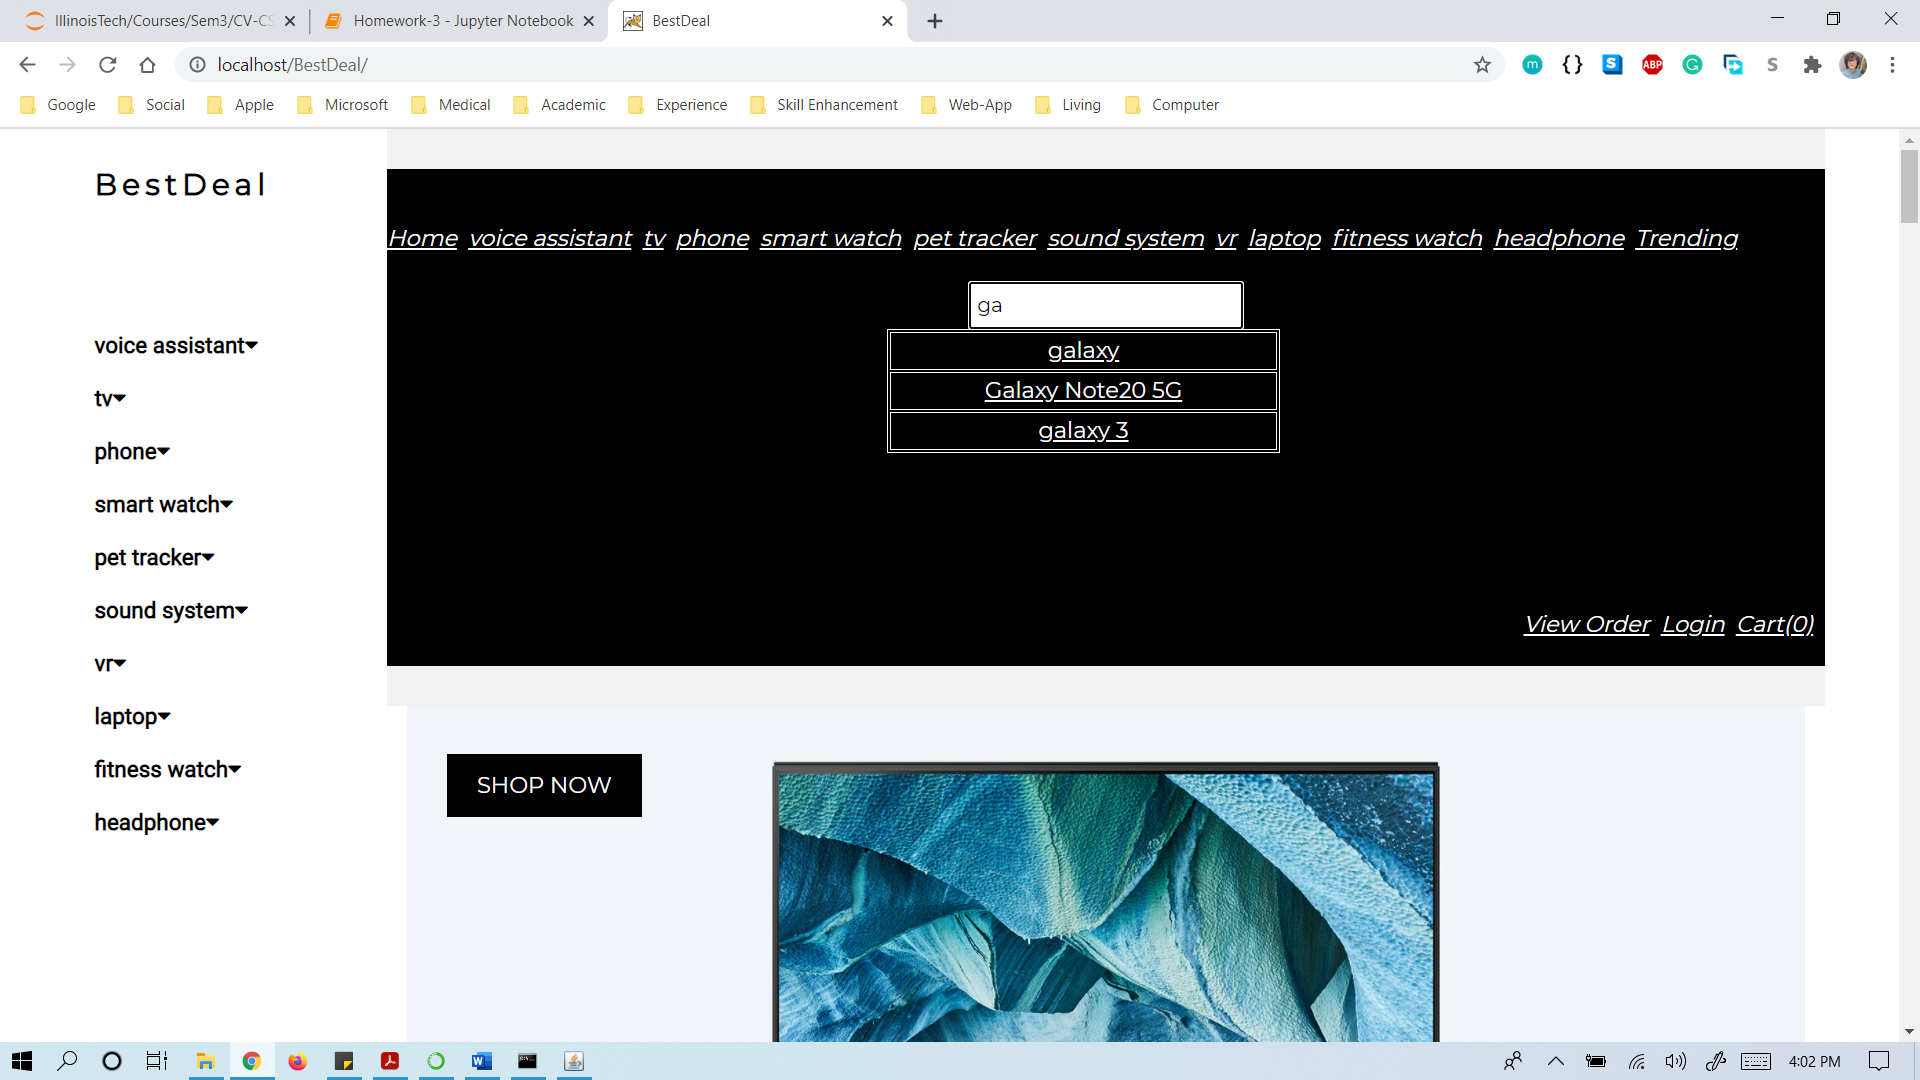 IllinoisTech/Courses/Sem3/CV-CS
Homework-3 - Jupyter Notebook
BestDeal
localhost/BestDeal/
m {} S ABP G S
Google Social Apple Microsoft Medical Academic Experience Skill Enhancement Web-App Living Computer
BestDeal
Home voice assistant tv phone smart watch pet tracker sound system vr laptop fitness watch headphone Trending
ga
galaxy
Galaxy Note20 5G
galaxy 3
voice assistant
tv
phone
smart watch
pet tracker
sound system
vr
laptop
fitness watch
headphone
View Order Login Cart(0)
SHOP NOW
4:02 PM